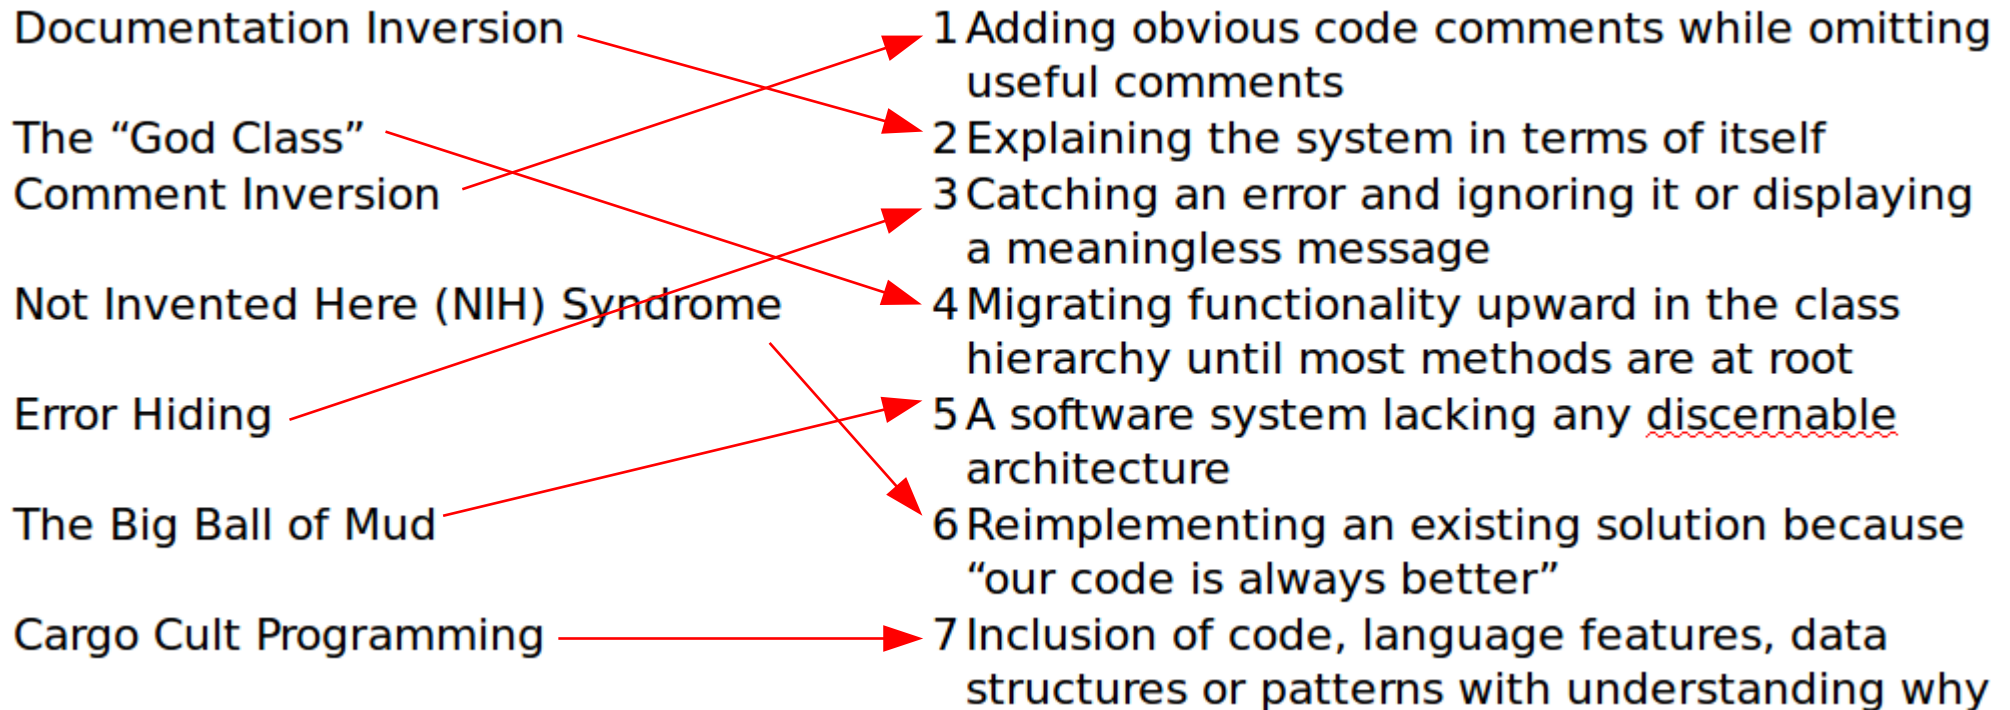 Documentation Inversion
The “God Class”
Comment Inversion
Not Invented Here (NIH) Syndrome
Error Hiding
The Big Ball of Mud
Cargo Cult Programming
1 Adding obvious code comments while omitting
useful comments
2 Explaining the system in terms of itself
3 Catching an error and ignoring it or displaying
a meaningless message
4 Migrating functionality upward in the class
hierarchy until most methods are at root
5 A software system lacking any discernable
architecture
6 Reimplementing an existing solution because
“our code is always better”
7 Inclusion of code, language features, data
structures or patterns with understanding why